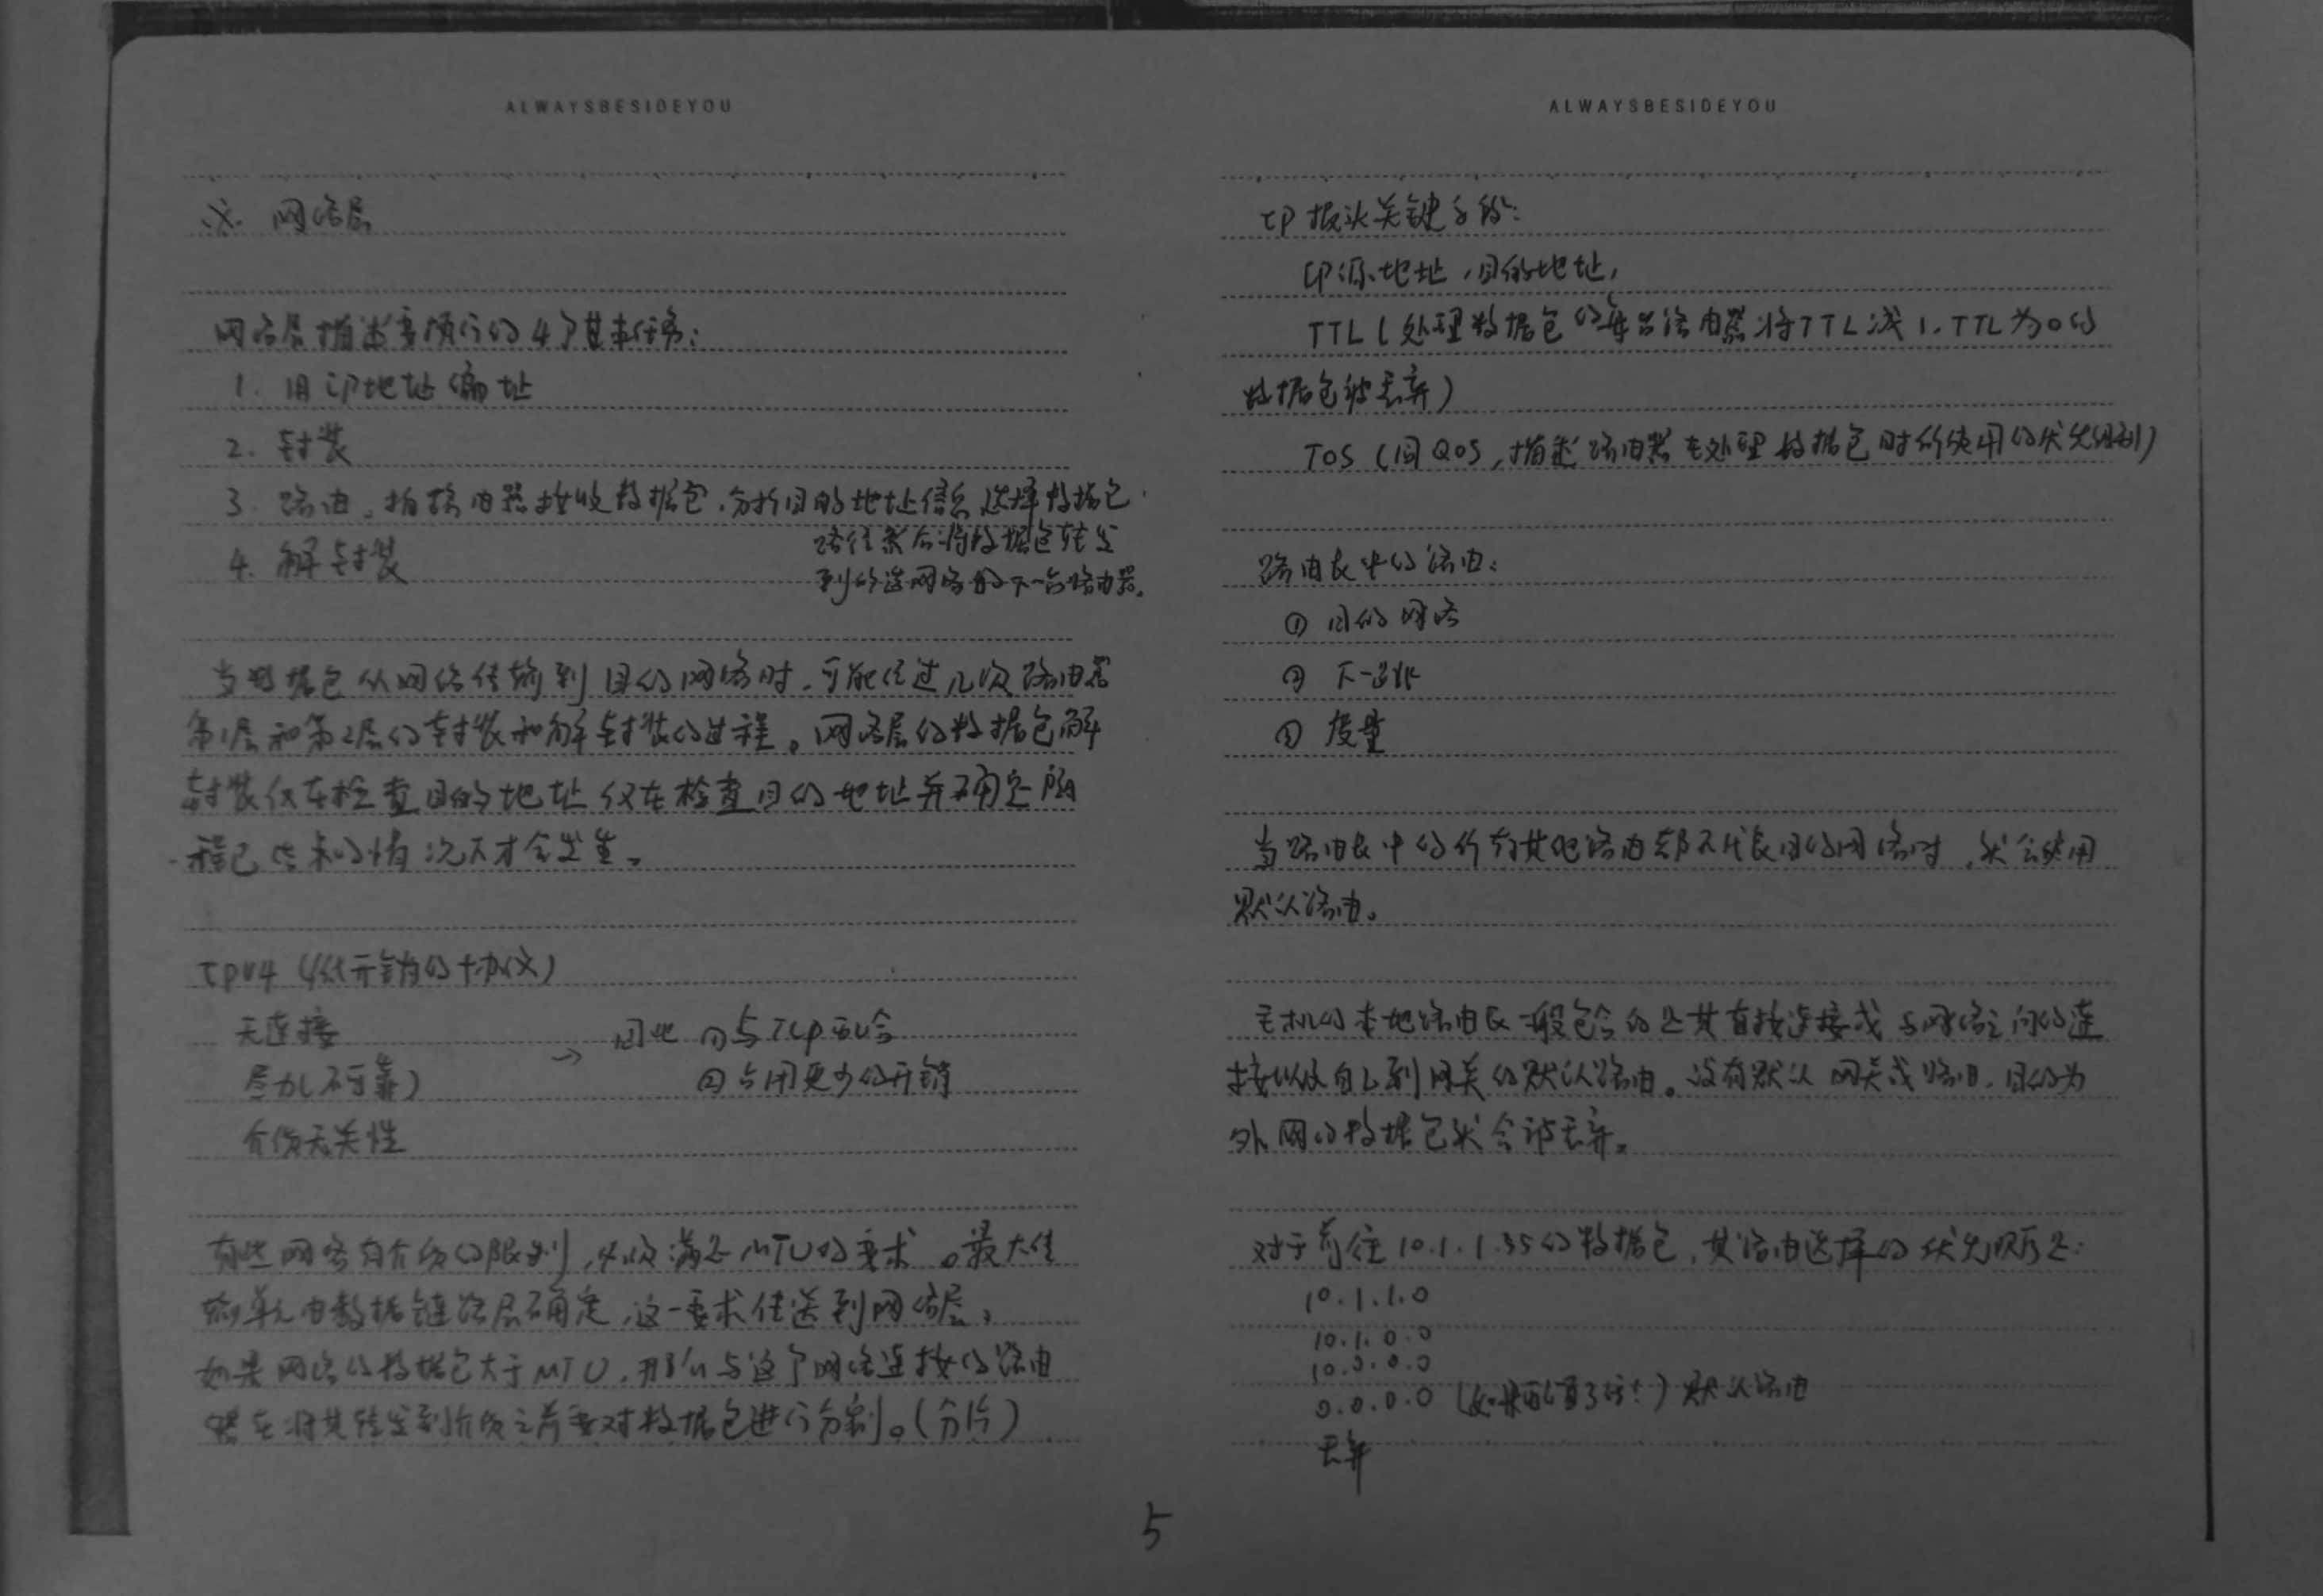 ALWAYSBESIDEYOU
六. 网络层
网络层描述要执行的4个基本任务:
1. 用IP地址编址
2. 封装
3. 路由, 指路由器接收数据包, 分析目的地址信息, 选择数据包
路径然后将数据包转发
到所选网络的下一台路由器。
4. 解封装
当数据包从网络传输到目的网络时, 可能经过几次路由器
第1层和第2层的封装和解封装的过程。网络层的数据包解
封装仅在检查目的地址 仅在检查目的地址并确定
程已结束的情况下才会发生。
IPv4 (低开销的协议)
无连接
尽力(不可靠)
介质无关性
→ 因此 ①与TCP配合
②占用更少的开销
有些网络有介质的限制, 必须满足MTU的要求。最大传
输单元由数据链路层确定, 这一要求传送到网络层。
如果网络的数据包大于MTU, 那么与这个网络连接的路由
器在将其转发到介质之前要对数据包进行分割。(分片)
ALWAYSBESIDEYOU
IP报头关键字段:
IP源地址, 目的地址,
TTL (处理数据包的每台路由器将TTL减1. TTL为0的
数据包被丢弃)
TOS (同QOS, 描述路由器在处理数据包时所使用的优先级别)
路由表中的路由:
① 目的网络
② 下一跳
③ 度量
当路由表中的所有其他路由都不代表目的网络时, 就会使用
默认路由。
主机的本地路由表一般包含的是其直接连接或与网络之间的连
接以及自己到网关的默认路由。没有默认网关或路由, 目的为
外网的数据包就会被丢弃。
对于前往10.1.1.55的数据包, 其路由选择的优先顺序是:
10.1.1.0
10.1.0.0
10.0.0.0
0.0.0.0 (如果配置了的!) 默认路由
丢弃
5